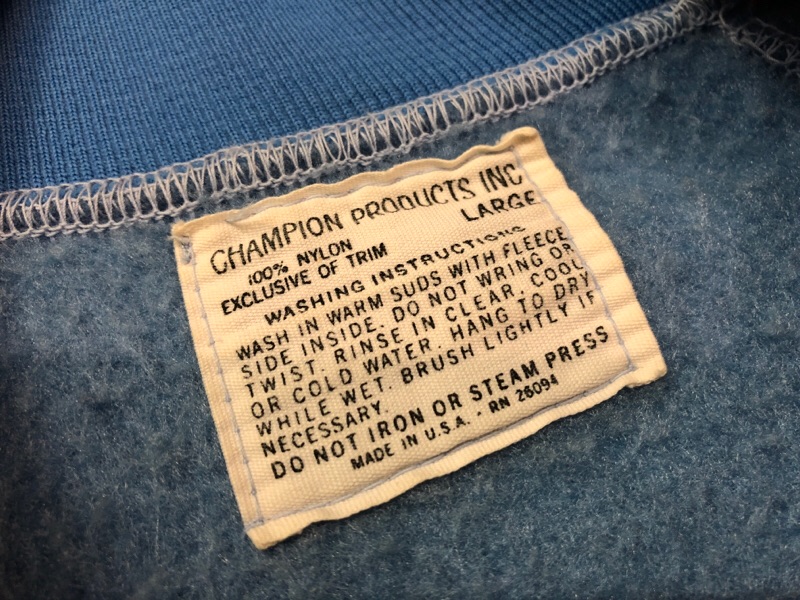 CHAMPION PRODUCTS INC
LARGE
100% NYLON
EXCLUSIVE OF TRIM
WASHING INSTRUCTIONS
WASH IN WARM SUDS WITH FLEECE
SIDE INSIDE. DO NOT WRING OR
TWIST. RINSE IN CLEAR, COOL
OR COLD WATER. HANG TO DRY
WHILE WET. BRUSH LIGHTLY IF
NECESSARY.
DO NOT IRON OR STEAM PRESS
MADE IN U.S.A. - RN 26094